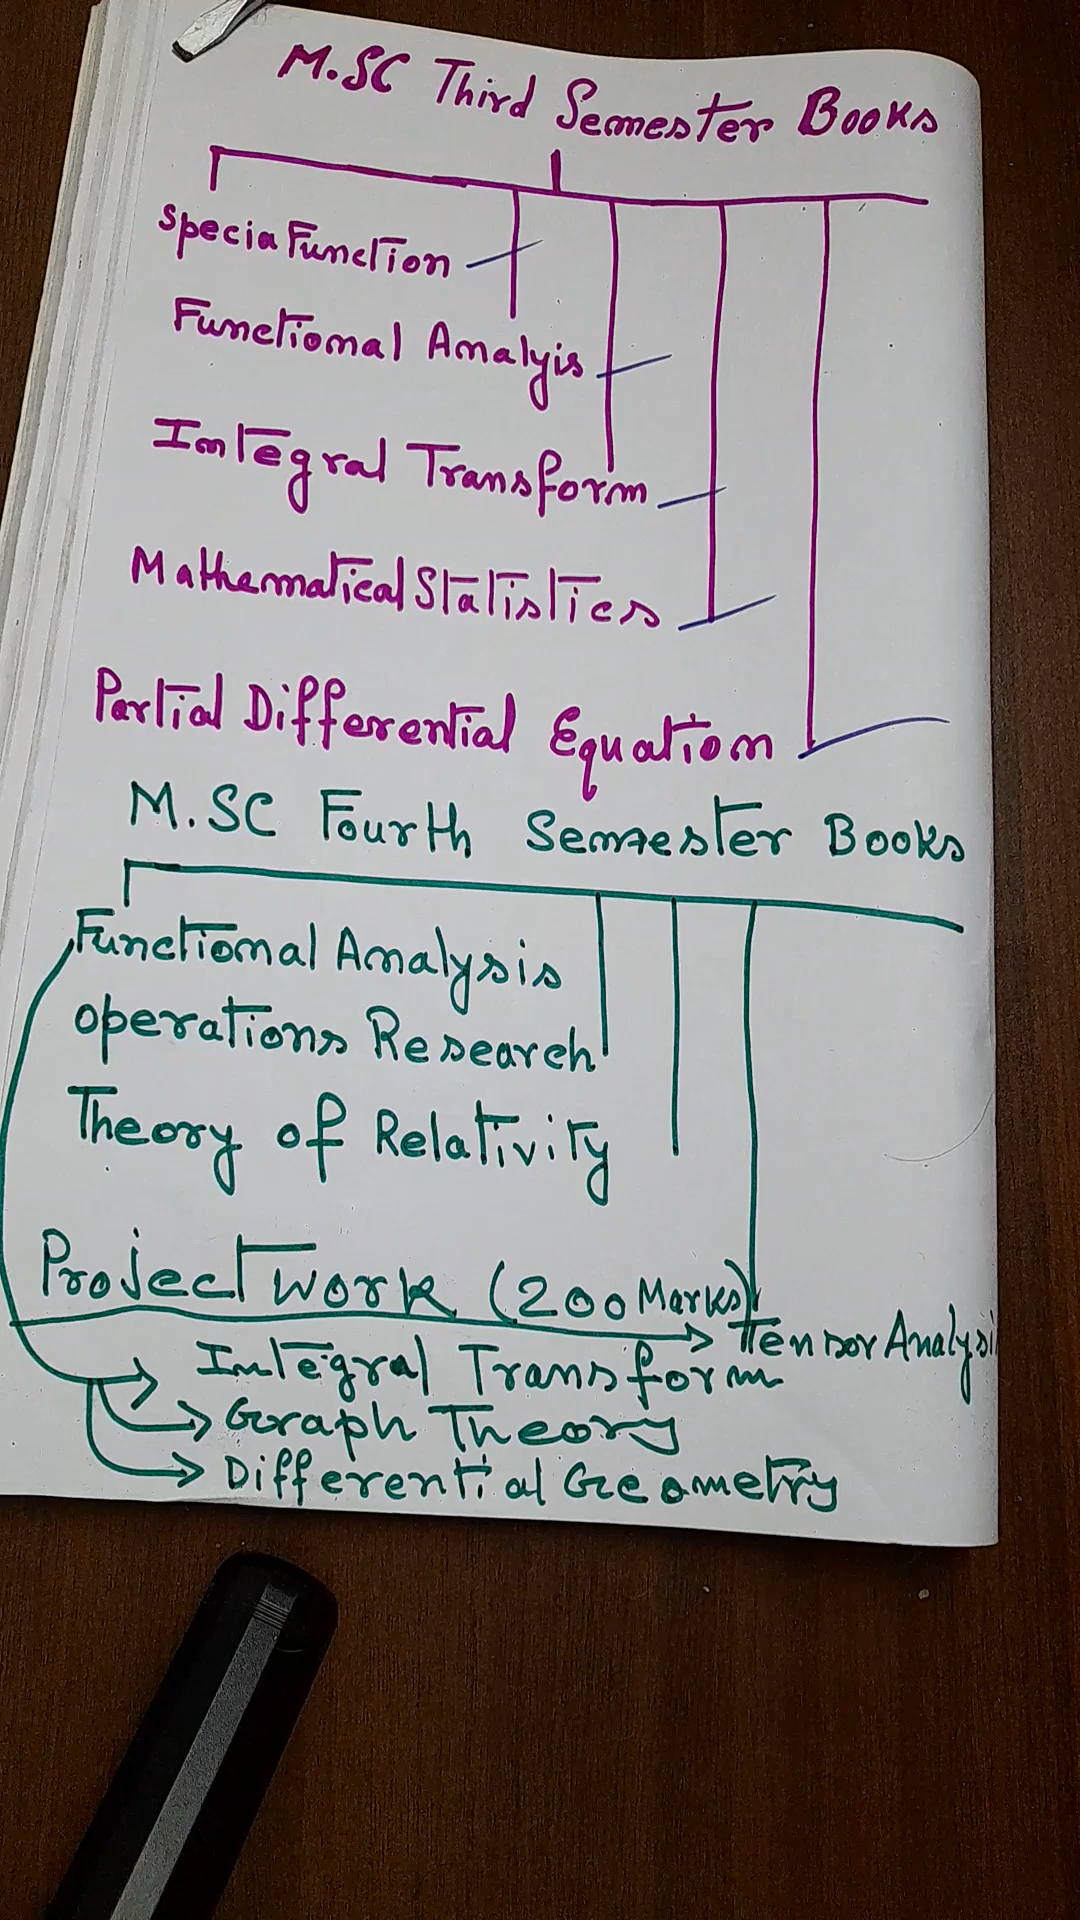 M.SC Third Semester Books
Specia Function
Functional Analyis
Integral Transform
Mathematical Statistics
Partial Differential Equation
M.SC Fourth Semester Books
Functional Analysis
operations Research
Theory of Relativity
Project work (200 Marks)
Tensor Analysi
Integral Transform
Graph Theory
Differential Geometry